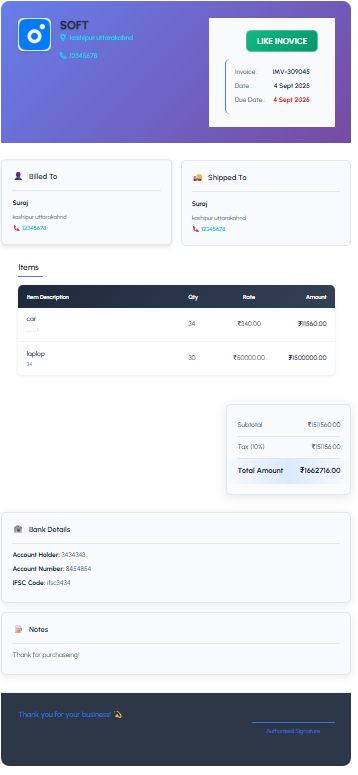 SOFT
kashipur uttarakahnd
12345678
LIKE INOVICE
Invoice : IMV-309045
Date : 4 Sept 2025
Due Date : 4 Sept 2025
Billed To
Suraj
kashipur uttarakahnd
12345678
Shipped To
Suraj
kashipur uttarakahnd
12345678
Items
Item Description Qty Rate Amount
car 34 ₹340.00 ₹11560.00
laplop 30 ₹50000.00 ₹1500000.00
34
Subtotal ₹1511560.00
Tax (10%) ₹151156.00
Total Amount ₹1662716.00
Bank Details
Account Holder: 3434343
Account Number: 8454854
IFSC Code: ifsc3434
Notes
Thank for purchaseing!
Thank you for your business!
Authorized Signature